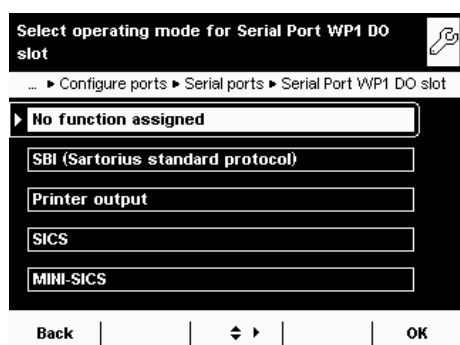 Select operating mode for Serial Port WP1 DO
slot
... ▸ Configure ports ▸ Serial ports ▸ Serial Port WP1 DO slot
No function assigned
SBI (Sartorius standard protocol)
Printer output
SICS
MINI-SICS
Back OK